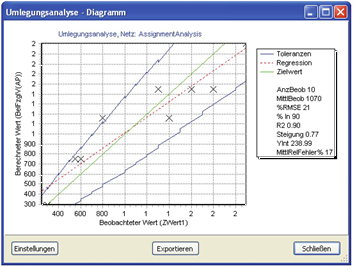 Umlegungsanalyse - Diagramm
Umlegungsanalyse, Netz: AssignmentAnalysis
Berechneter Wert (BelFzgIV(AP))
2
2
2
2
1
1
1
1
1
800
700
600
500
400
300
400
600
800
1
1
1
2
2
Beobachteter Wert (ZWert1)
Toleranzen
Regression
Zielwert
AnzBeob 10
MittlBeob 1070
%RMSE 21
% In 90
R2 0.90
Steigung 0.77
YInt 238.99
MittlRelFehler% 17
Einstellungen
Exportieren
Schließen